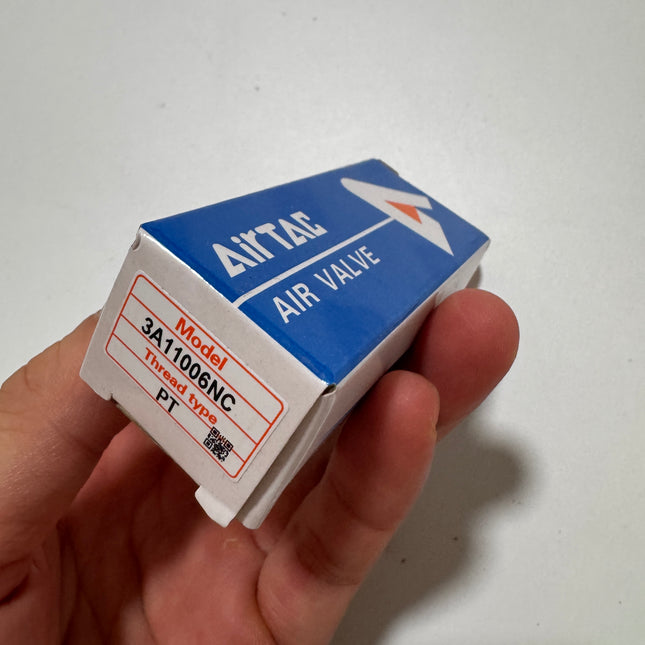 AirTAC
AIR VALVE
Model
3A11006NC
Thread type
PT